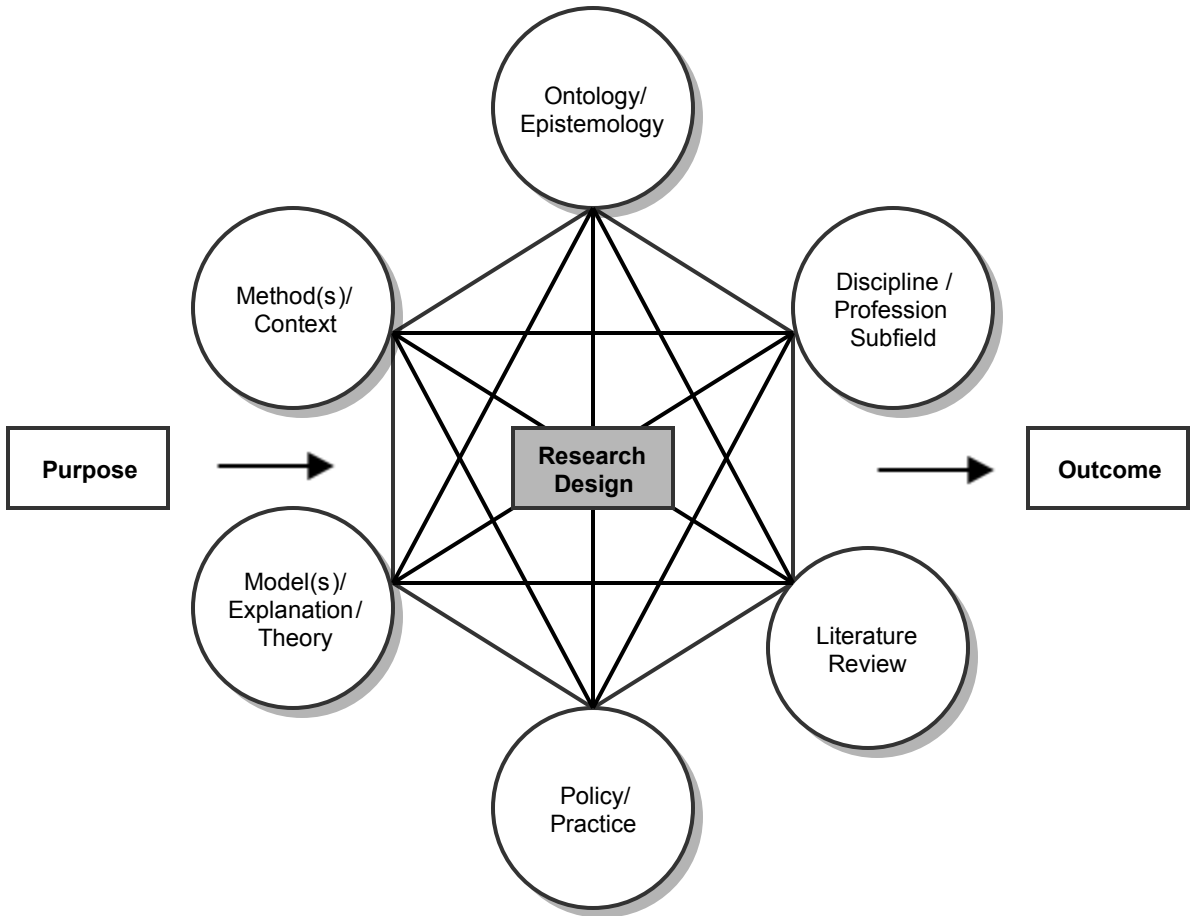 Ontology/
Epistemology
Method(s)/
Context
Discipline /
Profession
Subfield
Purpose
Research
Design
Outcome
Model(s)/
Explanation/
Theory
Literature
Review
Policy/
Practice